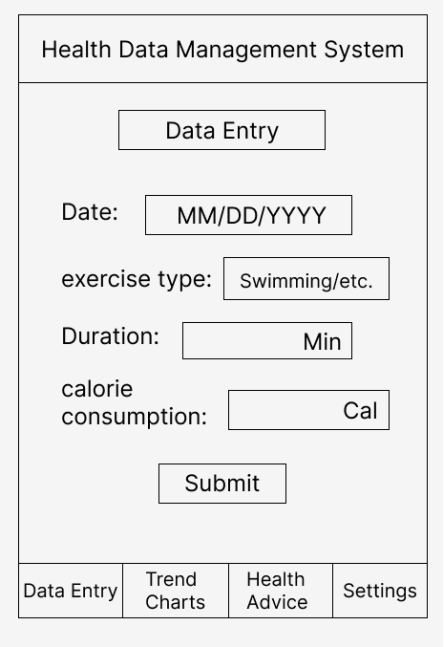 Health Data Management System
Data Entry
Date:
MM/DD/YYYY
exercise type:
Swimming/etc.
Duration:
Min
calorie
consumption:
Cal
Submit
Data Entry
Trend
Charts
Health
Advice
Settings